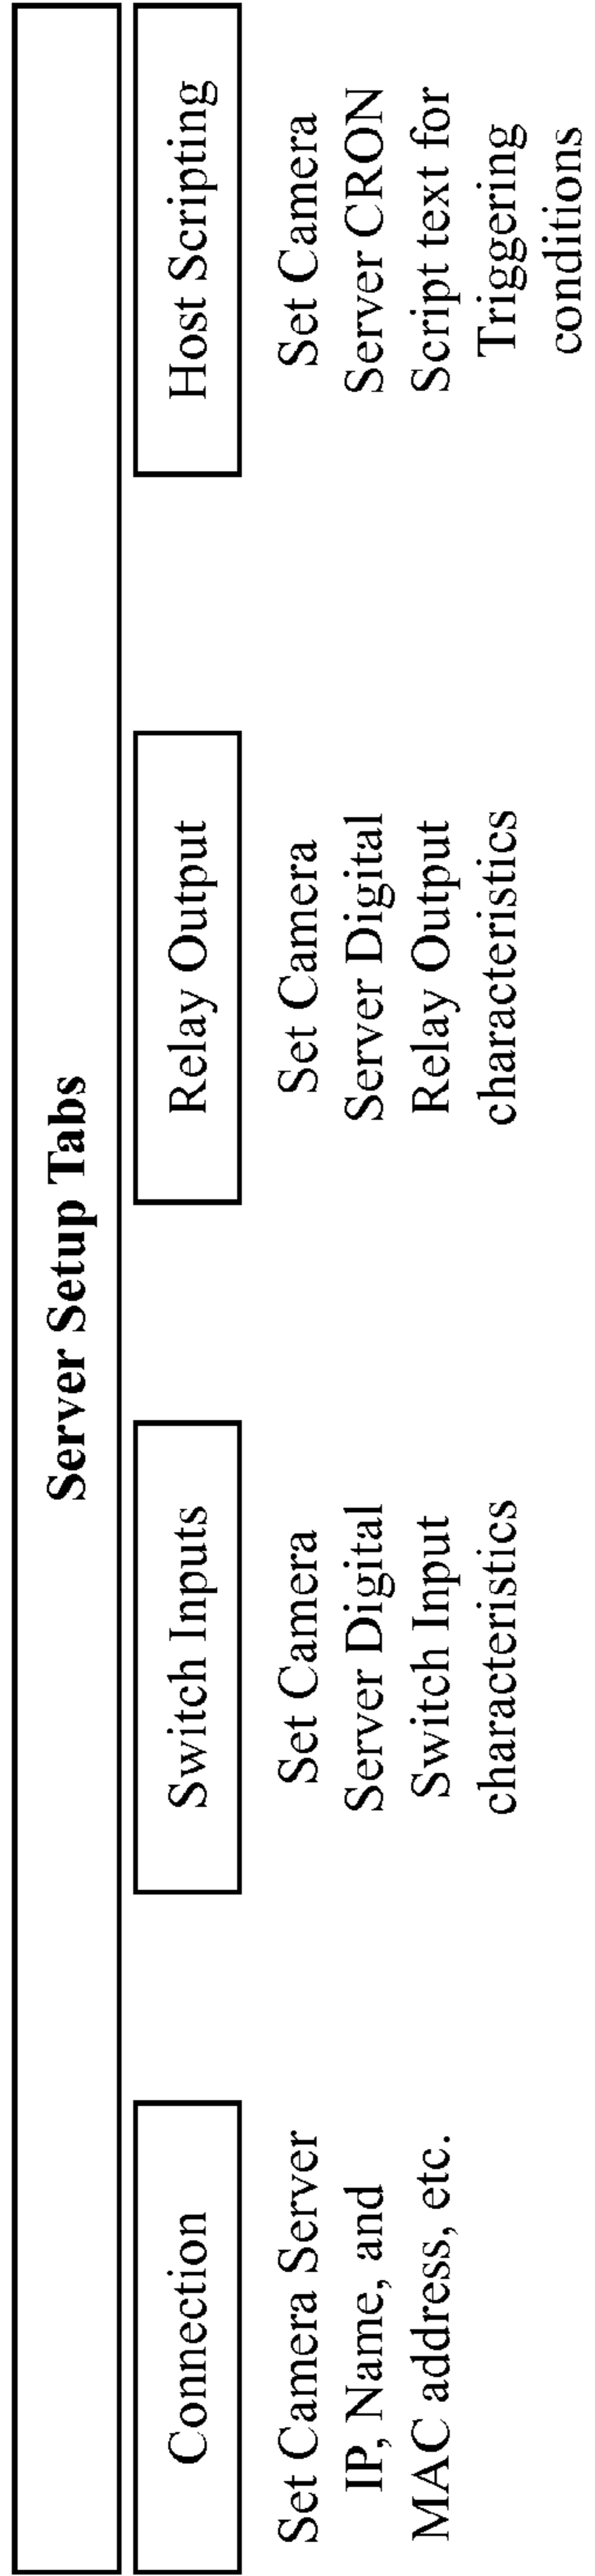 Server Setup Tabs
Connection
Set Camera Server
IP, Name, and
MAC address, etc.
Switch Inputs
Set Camera
Server Digital
Switch Input
characteristics
Relay Output
Set Camera
Server Digital
Relay Output
characteristics
Host Scripting
Set Camera
Server CRON
Script text for
Triggering
conditions